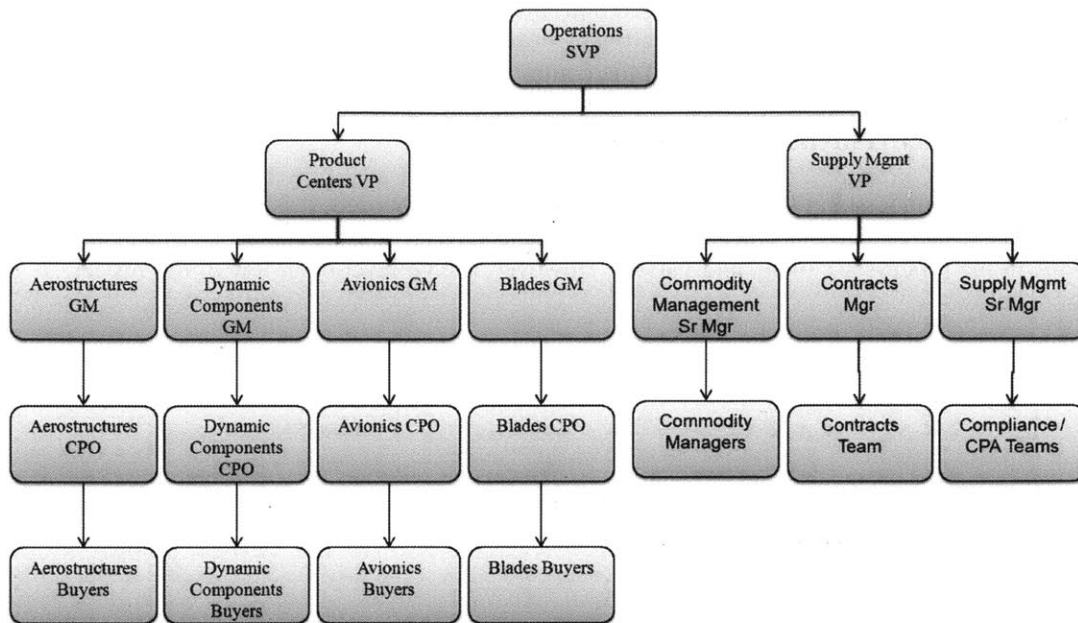 Operations
SVP
Product
Centers VP
Supply Mgmt
VP
Aerostructures
GM
Dynamic
Components
GM
Avionics GM
Blades GM
Commodity
Management
Sr Mgr
Contracts
Mgr
Supply Mgmt
Sr Mgr
Aerostructures
CPO
Dynamic
Components
CPO
Avionics CPO
Blades CPO
Commodity
Managers
Contracts
Team
Compliance /
CPA Teams
Aerostructures
Buyers
Dynamic
Components
Buyers
Avionics
Buyers
Blades Buyers